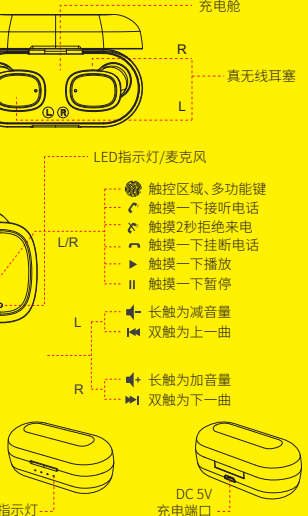 充电舱
R
真无线耳塞
L
L R
LED指示灯/麦克风
触控区域、多功能键
触摸一下接听电话
触摸2秒拒绝来电
L/R
触摸一下挂断电话
触摸一下播放
触摸一下暂停
长触为减音量
L
双触为上一曲
长触为加音量
R
双触为下一曲
DC 5V
指示灯
充电端口